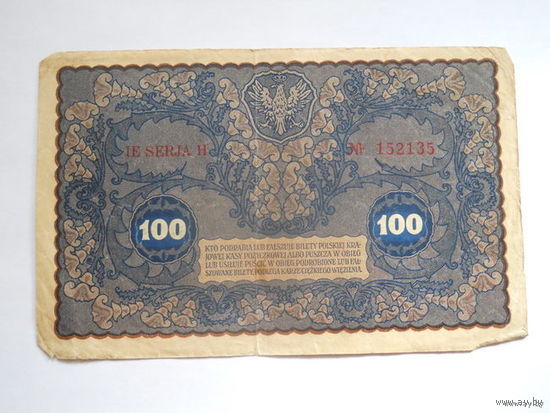 IE SERJA H № 152135
100 100
KTO PODRABIA LUB FAŁSZUJE BILETY POLSKIEJ KRA-
JOWEJ KASY POŻYCZKOWEJ ALBO PUSZCZA W OBIEG
LUB USIŁUJE PUŚCIĆ W OBIEG PODROBIONE LUB FAŁ-
SZOWANE BILETY, PODLEGA KARZE CIĘŻKIEGO WIĘZIENIA.
www.ay.by